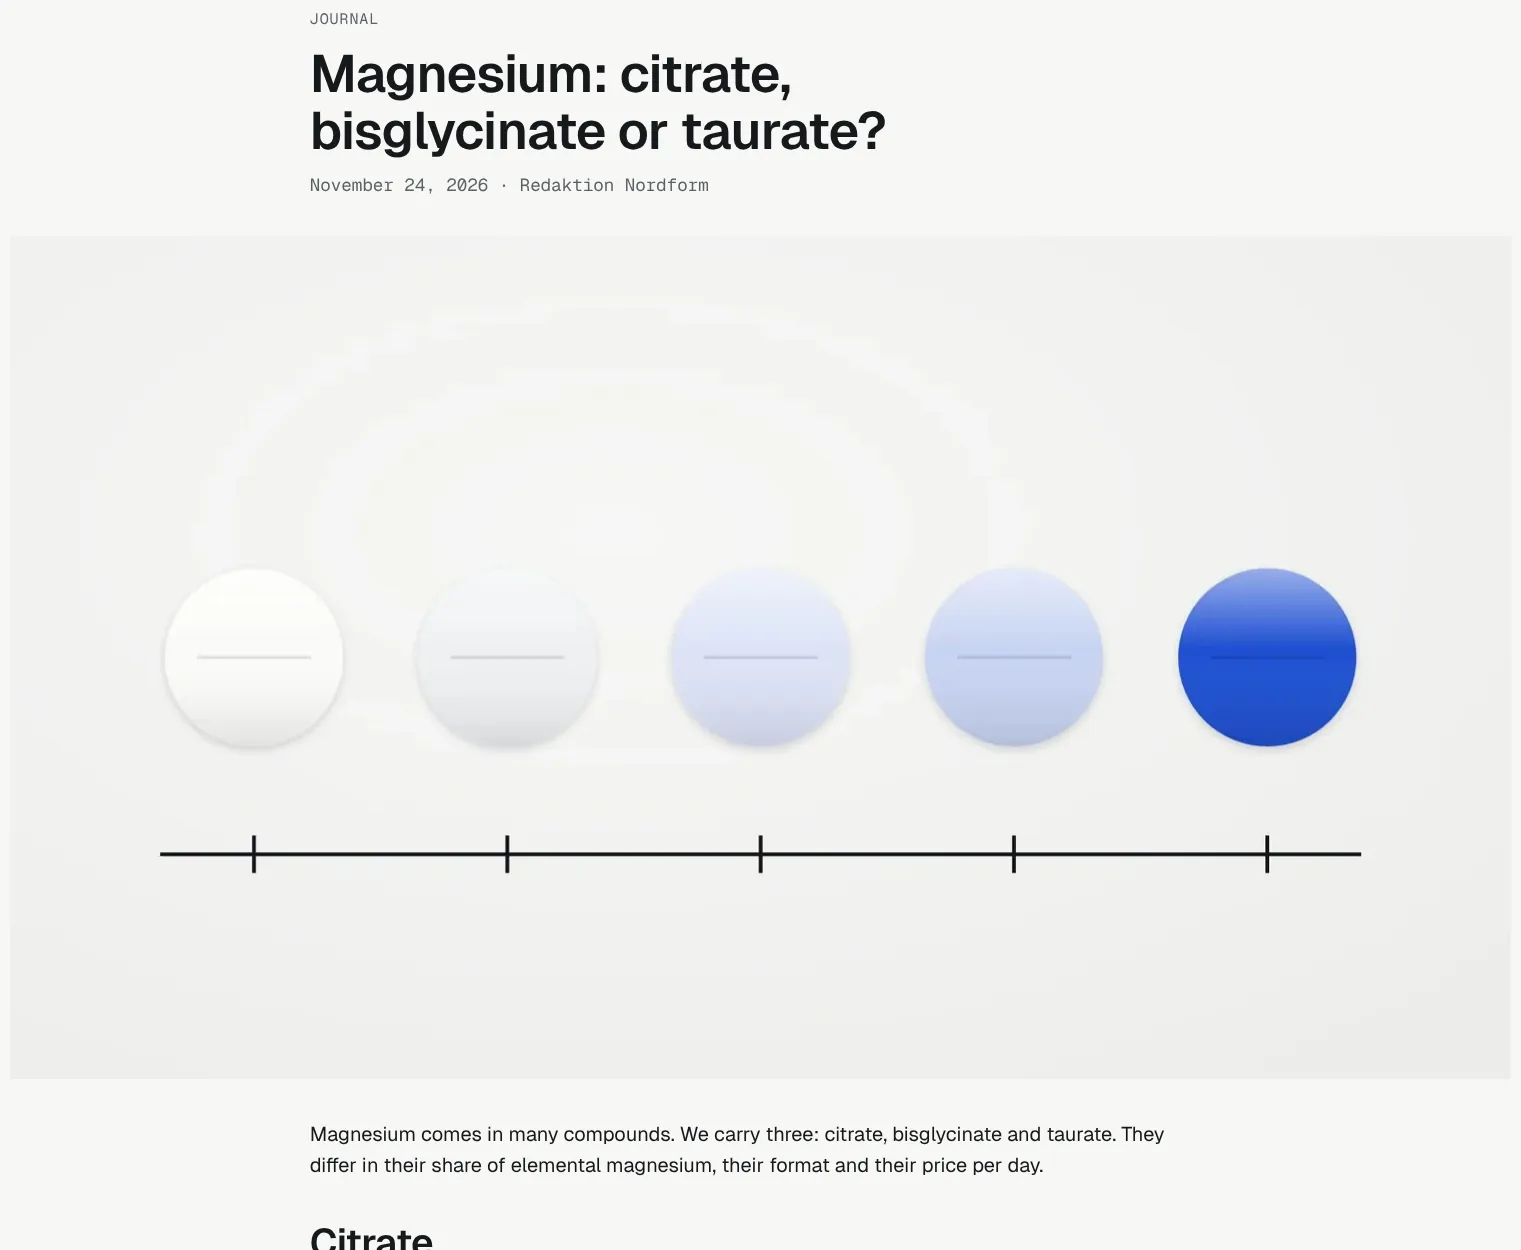 JOURNAL
Magnesium: citrate,
bisglycinate or taurate?
November 24, 2026 · Redaktion Nordform
Magnesium comes in many compounds. We carry three: citrate, bisglycinate and taurate. They
differ in their share of elemental magnesium, their format and their price per day.
Citrate